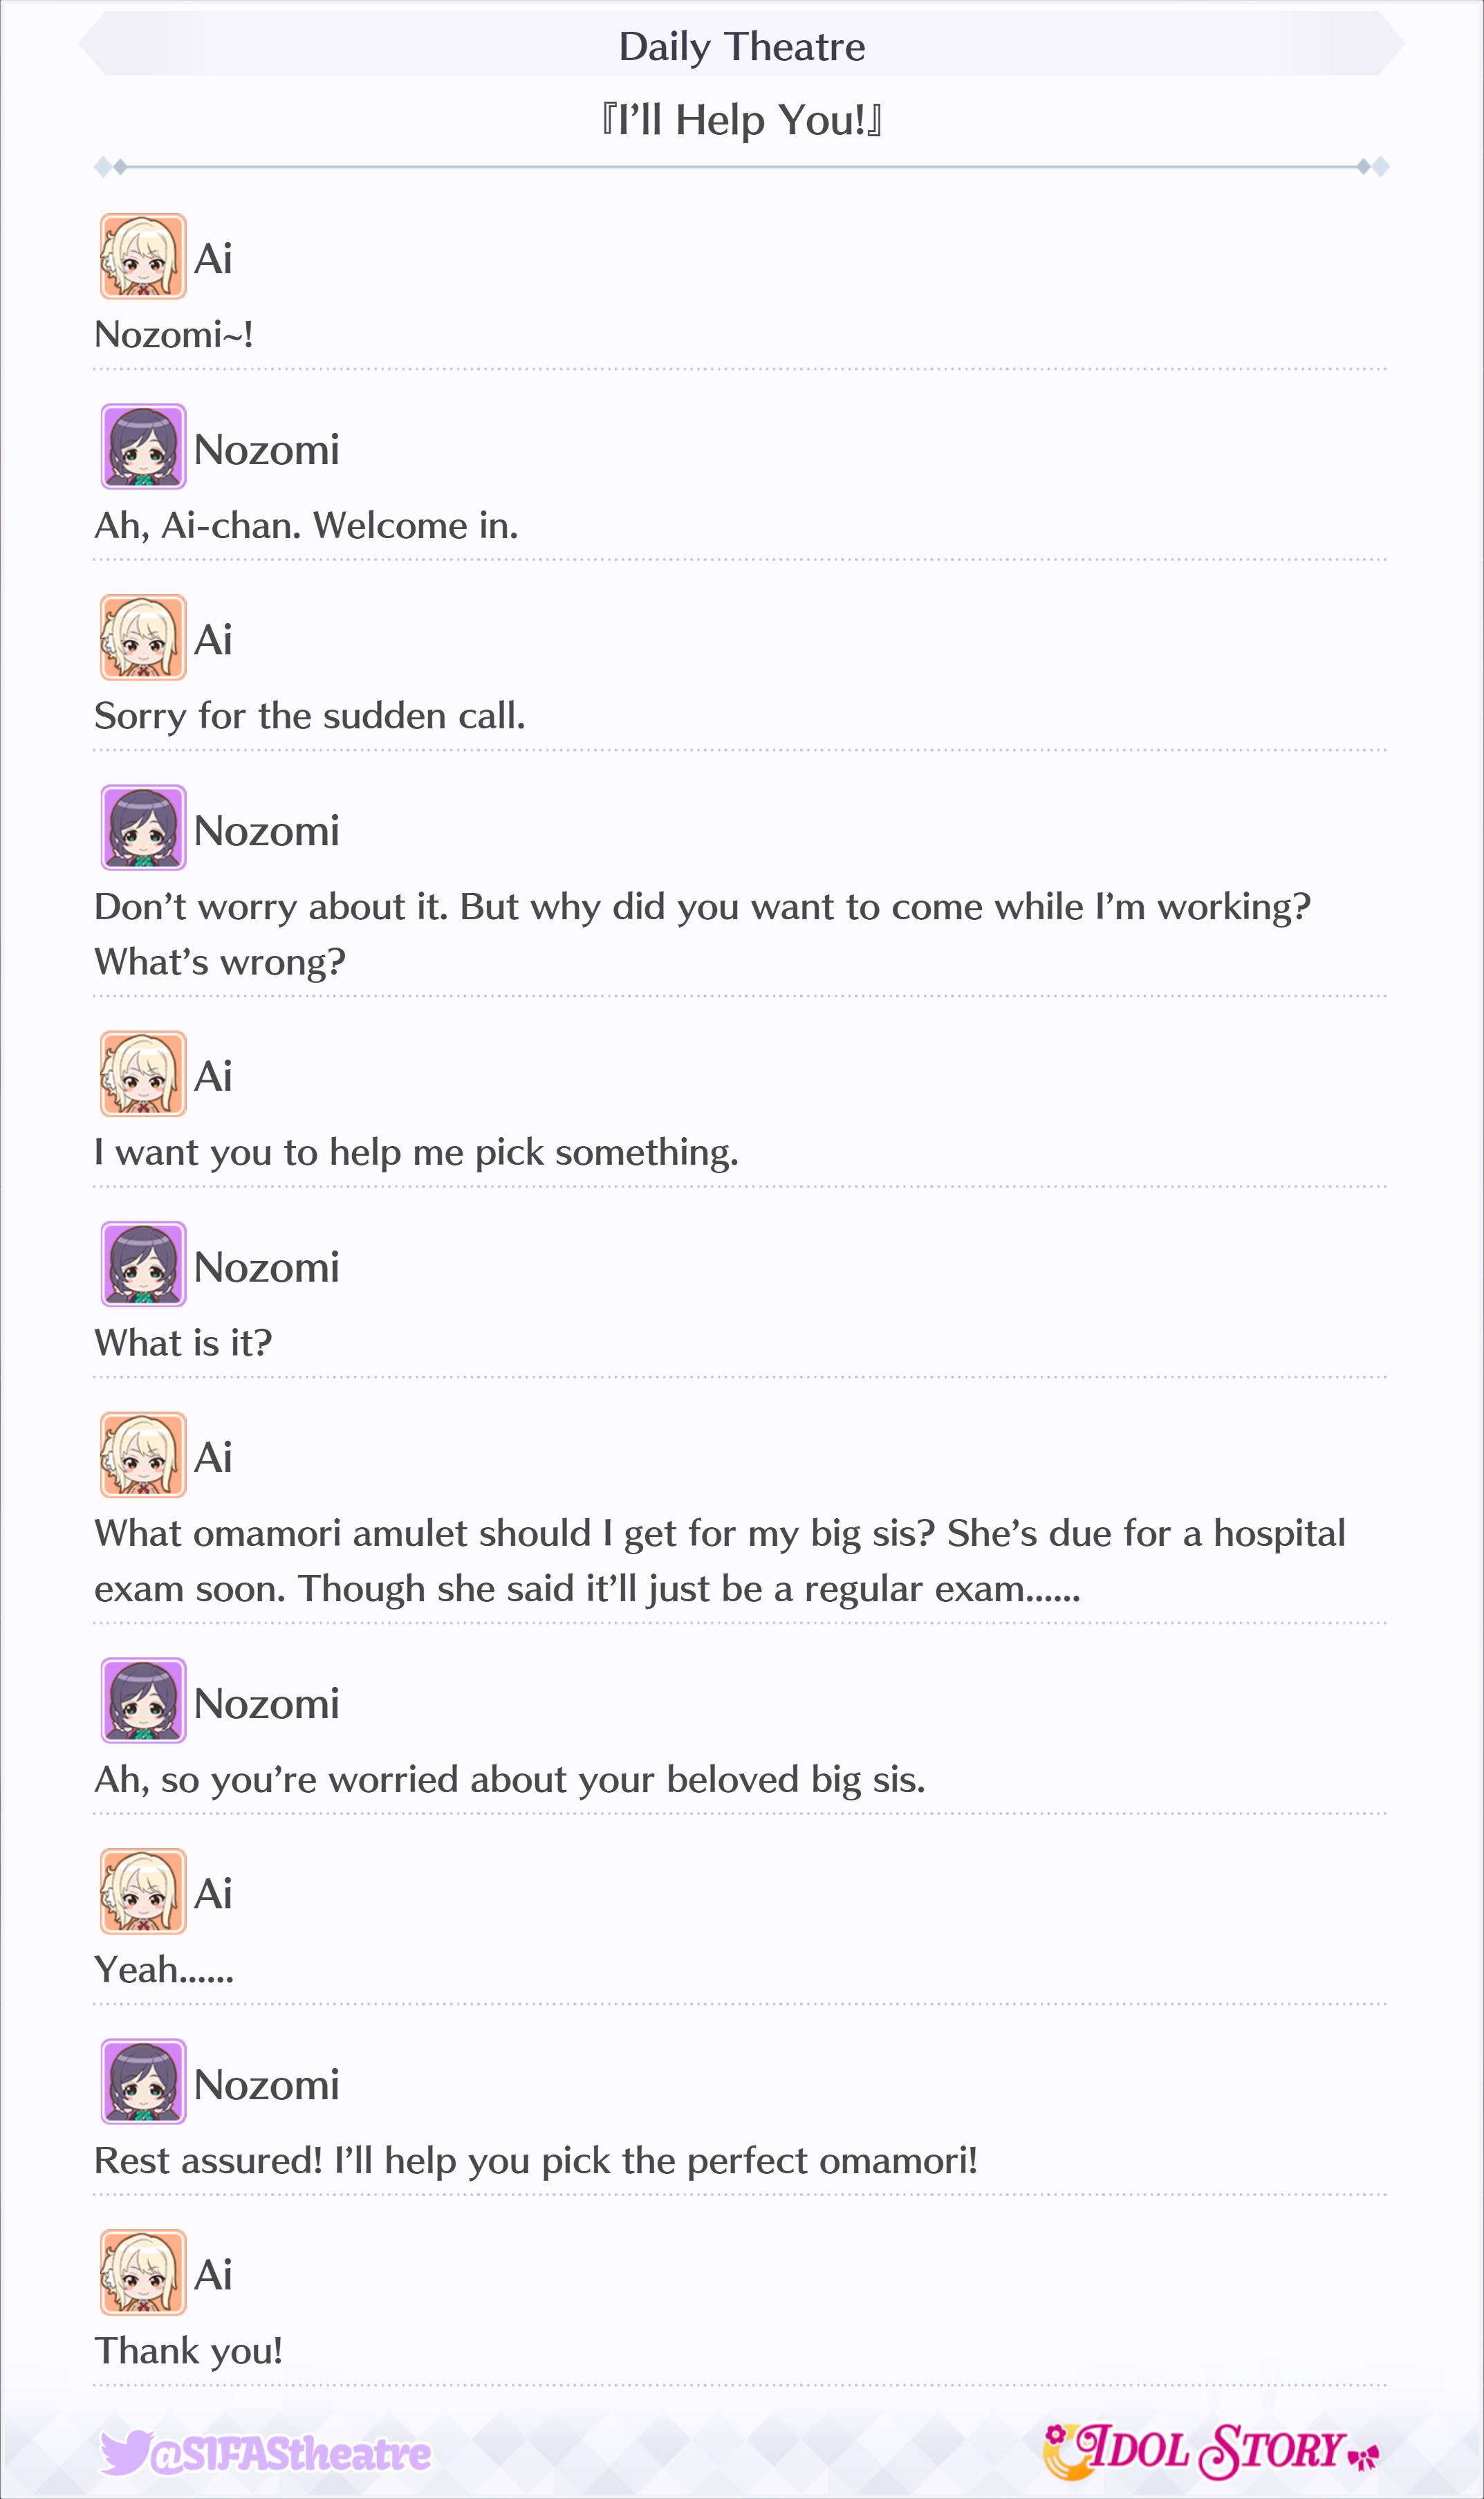 Daily Theatre
『I’ll Help You!』
Ai
Nozomi~!
Nozomi
Ah, Ai-chan. Welcome in.
Ai
Sorry for the sudden call.
Nozomi
Don’t worry about it. But why did you want to come while I’m working?
What’s wrong?
Ai
I want you to help me pick something.
Nozomi
What is it?
Ai
What omamori amulet should I get for my big sis? She’s due for a hospital
exam soon. Though she said it’ll just be a regular exam......
Nozomi
Ah, so you’re worried about your beloved big sis.
Ai
Yeah......
Nozomi
Rest assured! I’ll help you pick the perfect omamori!
Ai
Thank you!
@SIFAStheatre
IDOL STORY